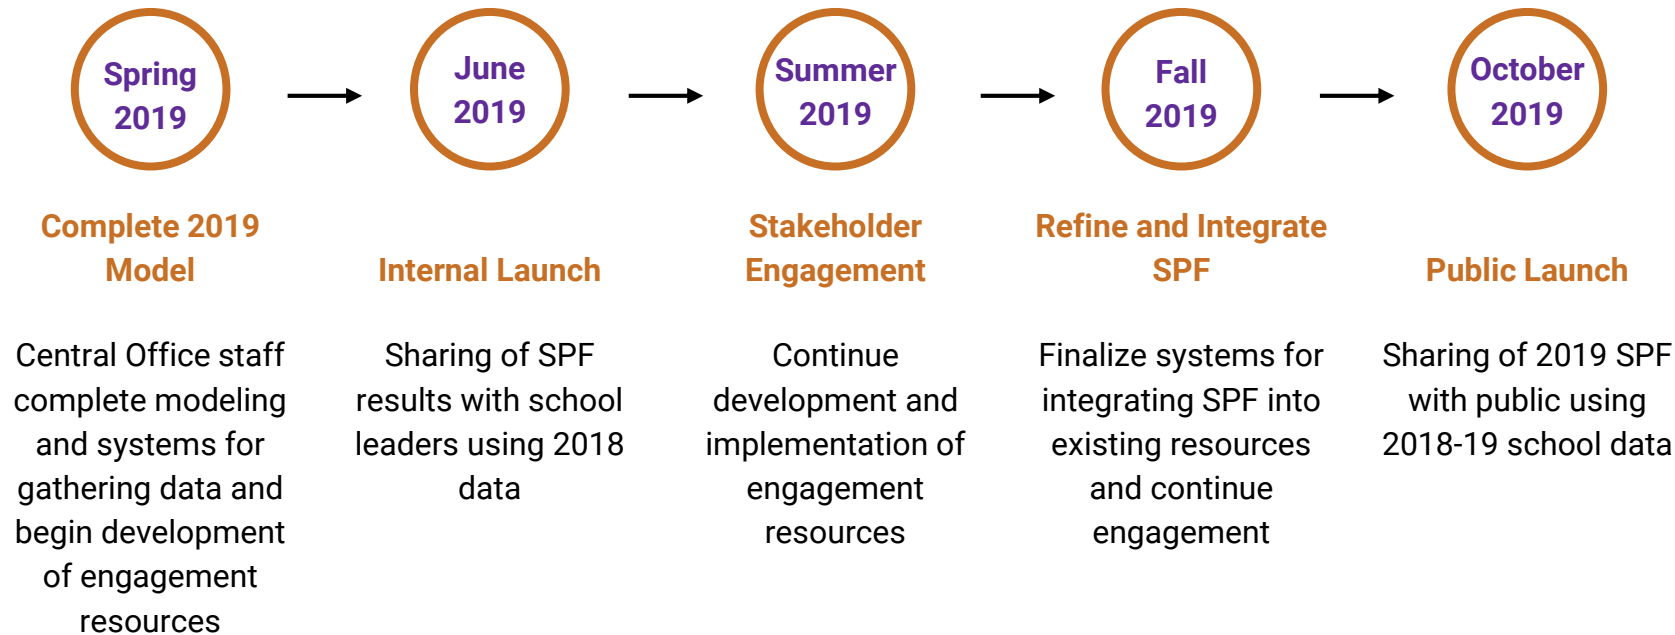 Spring
2019
June
2019
Summer
2019
Fall
2019
October
2019
Complete 2019
Model
Internal Launch
Stakeholder
Engagement
Refine and Integrate
SPF
Public Launch
Central Office staff
complete modeling
and systems for
gathering data and
begin development
of engagement
resources
Sharing of SPF
results with school
leaders using 2018
data
Continue
development and
implementation of
engagement
resources
Finalize systems for
integrating SPF into
existing resources
and continue
engagement
Sharing of 2019 SPF
with public using
2018-19 school data